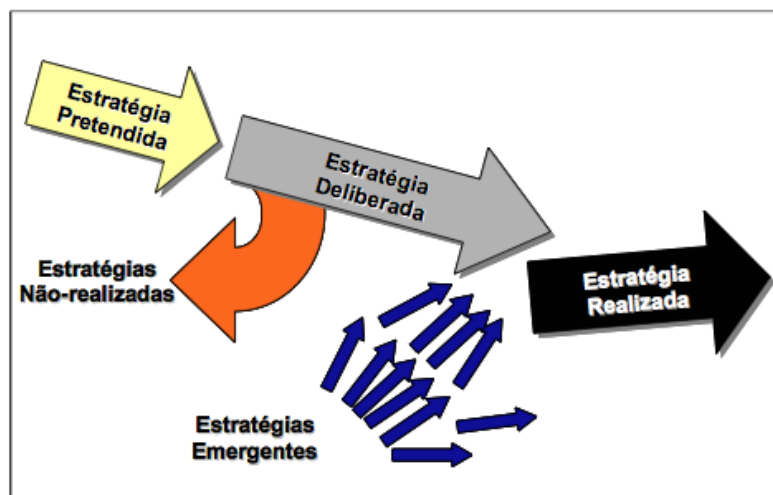 Estratégia
Pretendida
Estratégia
Deliberada
Estratégias
Não-realizadas
Estratégia
Realizada
Estratégias
Emergentes